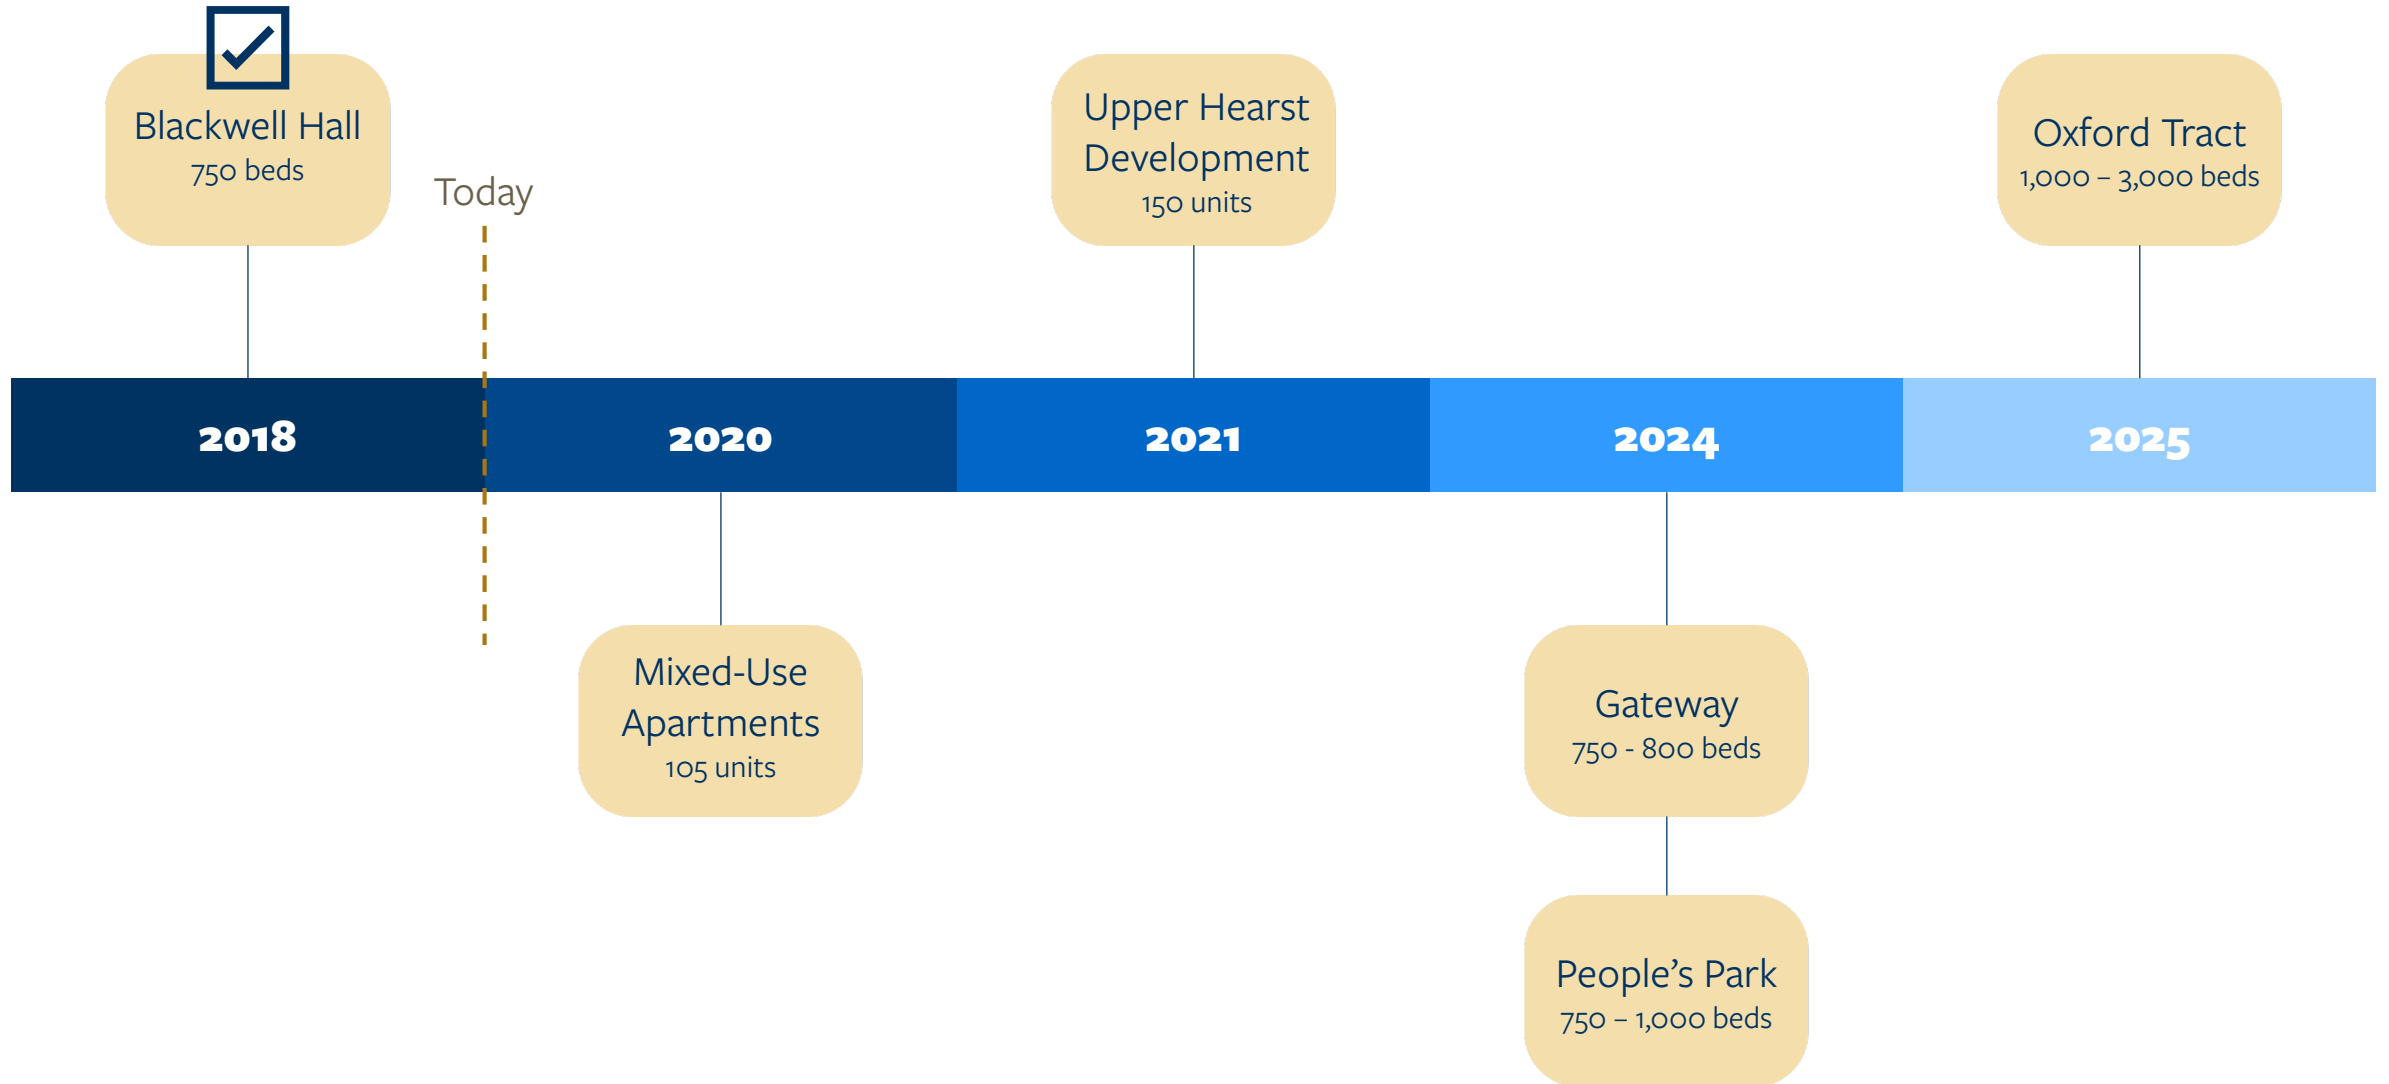 Blackwell Hall
750 beds
Today
Upper Hearst
Development
150 units
Oxford Tract
1,000 – 3,000 beds
2018
2020
2021
2024
2025
Mixed-Use
Apartments
105 units
Gateway
750 - 800 beds
People’s Park
750 – 1,000 beds